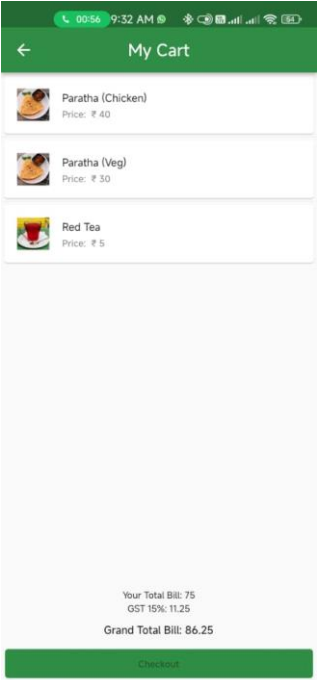 00:56 9:32 AM 54
My Cart
Paratha (Chicken)
Price: ₹ 40
Paratha (Veg)
Price: ₹ 30
Red Tea
Price: ₹ 5
Your Total Bill: 75
GST 15%: 11.25
Grand Total Bill: 86.25
Checkout